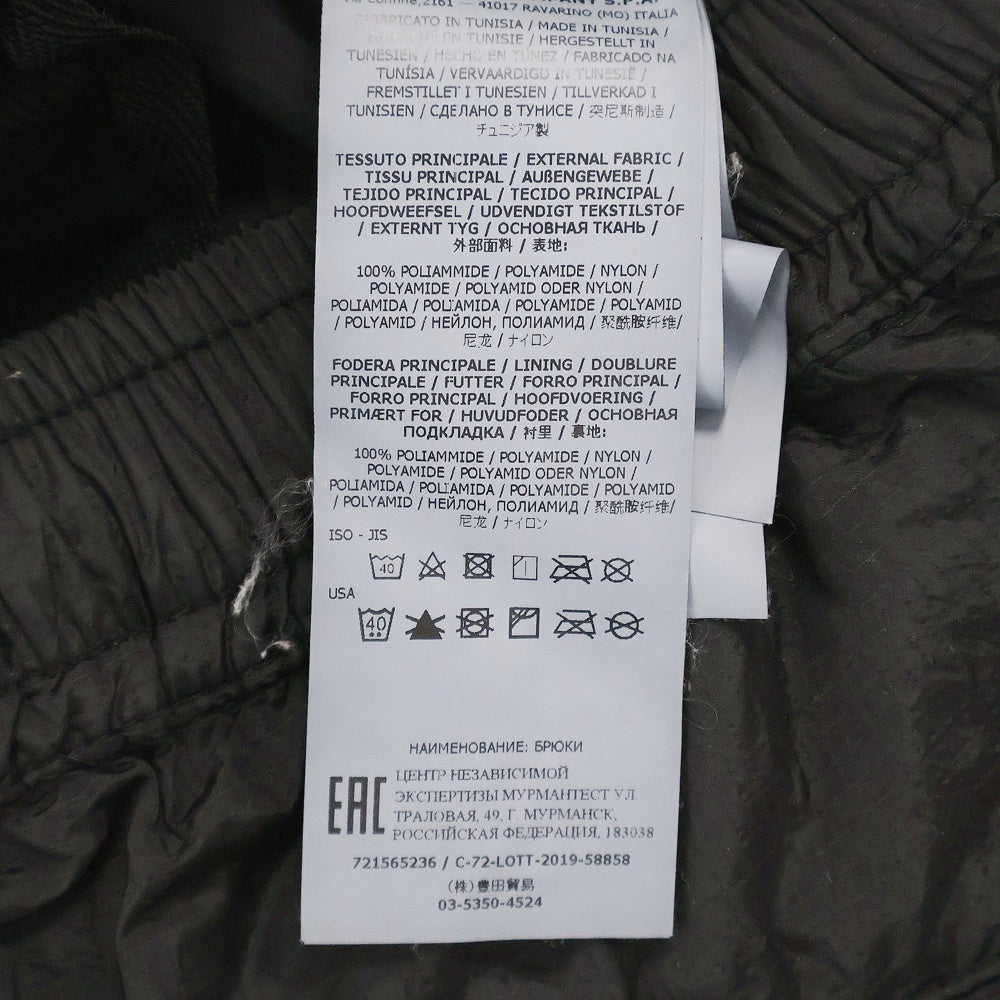 2161 — 41017 RAVARINO (MO) ITALIA
FABBRICATO IN TUNISIA / MADE IN TUNISIA /
FABRIQUÉ EN TUNISIE / HERGESTELLT IN
TUNESIEN / HECHO EN TÚNEZ / FABRICADO NA
TUNÍSIA / VERVAARDIGD IN TUNESIË /
FREMSTILLET I TUNESIEN / TILLVERKAD I
TUNISIEN / СДЕЛАНО В ТУНИСЕ / 突尼斯制造 /
チュニジア製
TESSUTO PRINCIPALE / EXTERNAL FABRIC /
TISSU PRINCIPAL / AUßENGEWEBE /
TEJIDO PRINCIPAL / TECIDO PRINCIPAL /
HOOFDWEEFSEL / UDVENDIGT TEKSTILSTOF
/ EXTERNT TYG / ОСНОВНАЯ ТКАНЬ /
外部面料 / 表地:
100% POLIAMMIDE / POLYAMIDE / NYLON /
POLYAMIDE / POLYAMID ODER NYLON /
POLIAMIDA / POLIAMIDA / POLYAMIDE / POLYAMID
/ POLYAMID / НЕЙЛОН, ПОЛИАМИД / 聚酰胺纤维/
尼龙 / ナイロン
FODERA PRINCIPALE / LINING / DOUBLURE
PRINCIPALE / FUTTER / FORRO PRINCIPAL /
FORRO PRINCIPAL / HOOFDVOERING /
PRIMÆRT FOR / HUVUDFODER / ОСНОВНАЯ
ПОДКЛАДКА / 衬里 / 裏地:
100% POLIAMMIDE / POLYAMIDE / NYLON /
POLYAMIDE / POLYAMID ODER NYLON /
POLIAMIDA / POLIAMIDA / POLYAMIDE / POLYAMID
/ POLYAMID / НЕЙЛОН, ПОЛИАМИД / 聚酰胺纤维/
尼龙 / ナイロン
ISO - JIS
40
USA
40
НАИМЕНОВАНИЕ: БРЮКИ
EAC
ЦЕНТР НЕЗАВИСИМОЙ
ЭКСПЕРТИЗЫ МУРМАНТЕСТ УЛ.
ТРАЛОВАЯ, 49, Г. МУРМАНСК,
РОССИЙСКАЯ ФЕДЕРАЦИЯ, 183038
721565236 / C-72-LOTT-2019-58858
(株) 豊田貿易
03-5350-4524